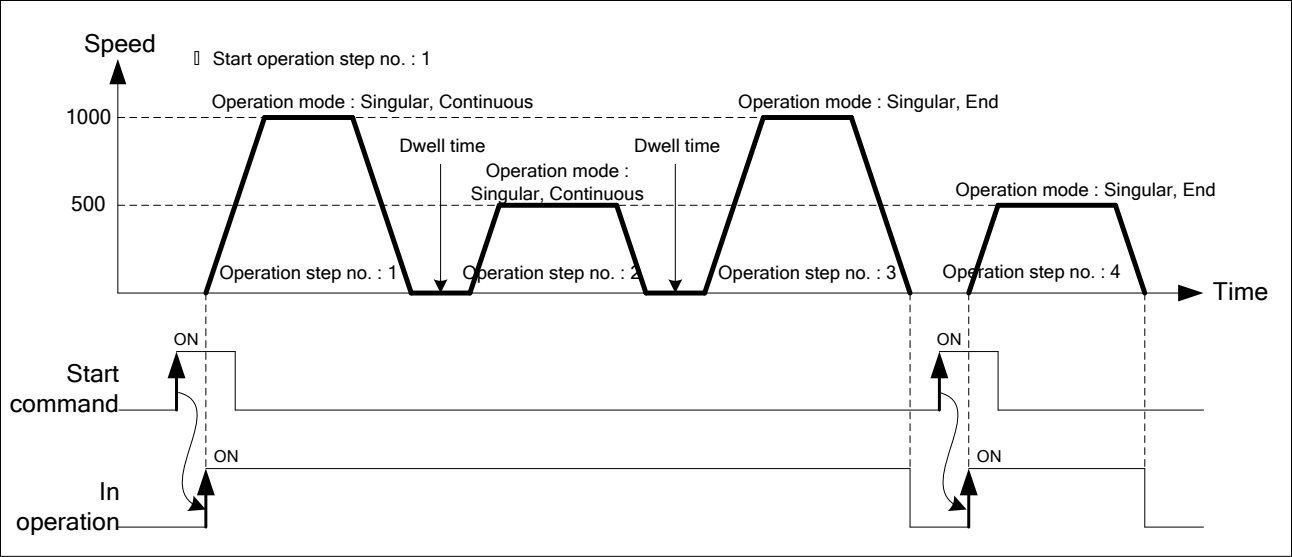 Speed
▯ Start operation step no. : 1
1000
Operation mode : Singular, Continuous
Operation mode : Singular, End
Dwell time
Dwell time
Operation mode :
Singular, Continuous
500
Operation mode : Singular, End
Operation step no. : 1
Operation step no. : 2
Operation step no. : 3
Operation step no. : 4
Time
ON
ON
Start
command
ON
ON
In
operation